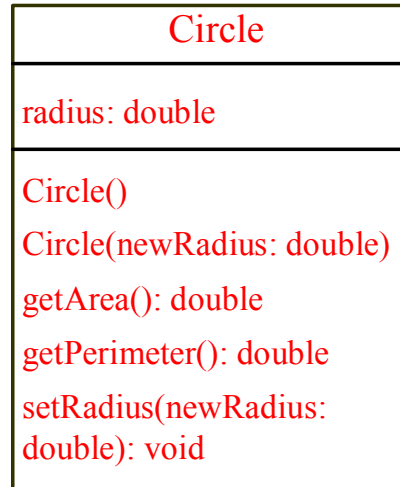 Circle
radius: double
Circle()
Circle(newRadius: double)
getArea(): double
getPerimeter(): double
setRadius(newRadius:
double): void